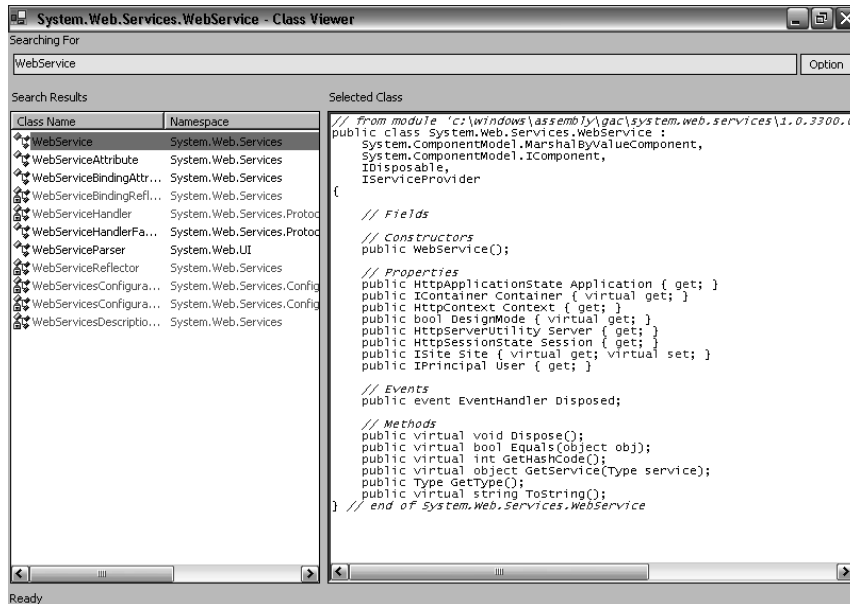 System.Web.Services.WebService - Class Viewer
Searching For
WebService
Option
Search Results
Class Name Namespace
WebService System.Web.Services
WebServiceAttribute System.Web.Services
WebServiceBindingAttr... System.Web.Services
WebServiceBindingRefl... System.Web.Services
WebServiceHandler System.Web.Services.Protoc
WebServiceHandlerFa... System.Web.Services.Protoc
WebServiceParser System.Web.UI
WebServiceReflector System.Web.Services
WebServicesConfigura... System.Web.Services.Config
WebServicesConfigura... System.Web.Services.Config
WebServicesDescriptio... System.Web.Services
Selected Class
// from module 'c:\windows\assembly\gac\system.web.services\1.0.3300.0
public class System.Web.Services.WebService :
System.ComponentModel.MarshalByValueComponent,
System.ComponentModel.IComponent,
IDisposable,
IServiceProvider
{
// Fields
// Constructors
public WebService();
// Properties
public HttpApplicationState Application { get; }
public IContainer Container { virtual get; }
public HttpContext Context { get; }
public bool DesignMode { virtual get; }
public HttpServerUtility Server { get; }
public HttpSessionState Session { get; }
public ISite Site { virtual get; virtual set; }
public IPrincipal User { get; }
// Events
public event EventHandler Disposed;
// Methods
public virtual void Dispose();
public virtual bool Equals(object obj);
public virtual int GetHashCode();
public virtual object GetService(Type service);
public Type GetType();
public virtual string ToString();
} // end of System.Web.Services.WebService
Ready